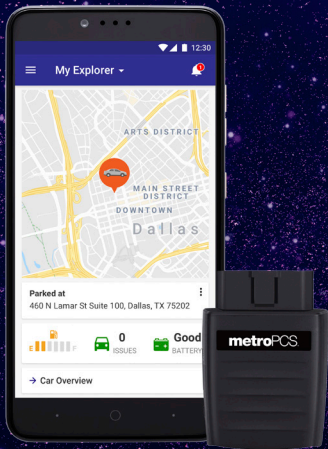 12:30
My Explorer
ARTS DISTRICT
MAIN STREET
DISTRICT
DOWNTOWN
Dallas
Parked at
460 N Lamar St Suite 100, Dallas, TX 75202
E F
0
ISSUES
Good
BATTERY
→ Car Overview
metroPCS.